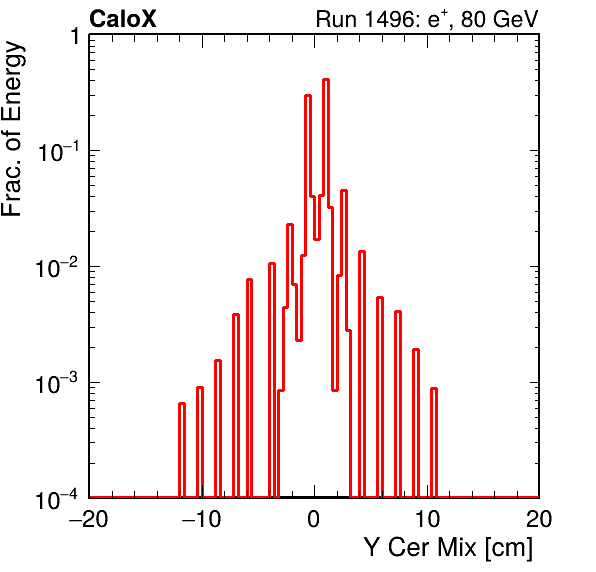 CaloX Run 1496: e⁺, 80 GeV
Frac. of Energy
1
10⁻¹
10⁻²
10⁻³
10⁻⁴
−20 −10 0 10 20
Y Cer Mix [cm]